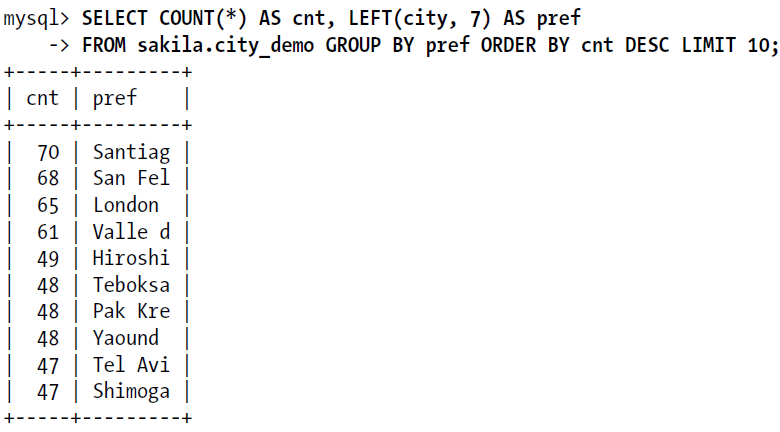 mysql> SELECT COUNT(*) AS cnt, LEFT(city, 7) AS pref
    -> FROM sakila.city_demo GROUP BY pref ORDER BY cnt DESC LIMIT 10;
+-----+---------+
| cnt | pref    |
+-----+---------+
|  70 | Santiag |
|  68 | San Fel |
|  65 | London  |
|  61 | Valle d |
|  49 | Hiroshi |
|  48 | Teboksa |
|  48 | Pak Kre |
|  48 | Yaound  |
|  47 | Tel Avi |
|  47 | Shimoga |
+-----+---------+